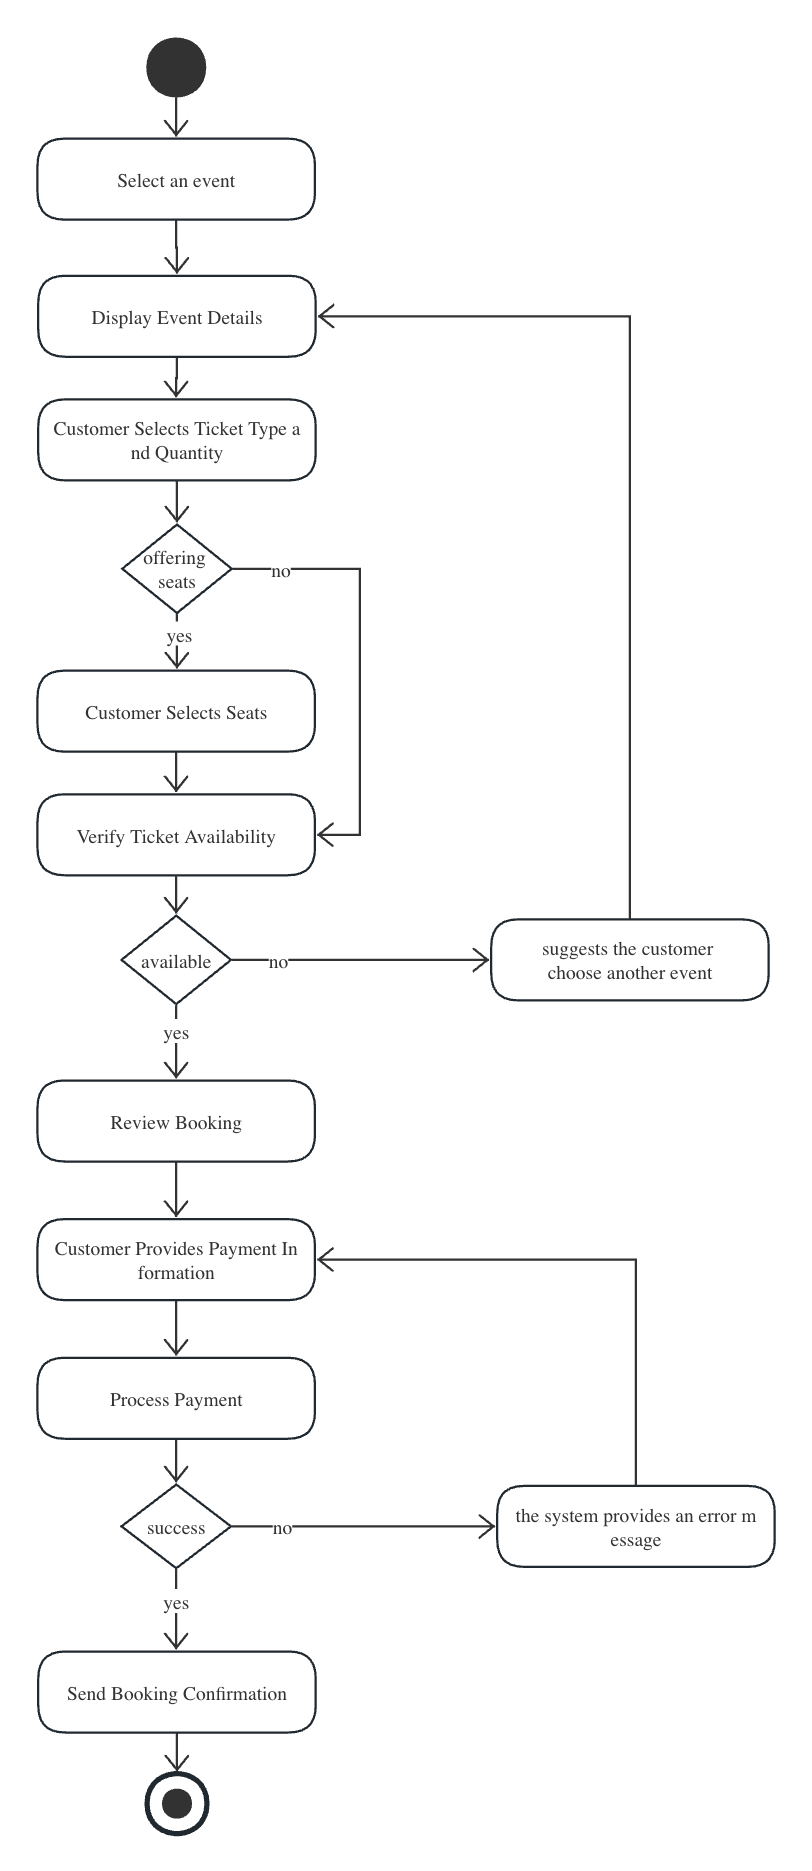 Select an event
Display Event Details
Customer Selects Ticket Type a
nd Quantity
offering
seats
no
yes
Customer Selects Seats
Verify Ticket Availability
available
no
suggests the customer
choose another event
yes
Review Booking
Customer Provides Payment In
formation
Process Payment
success
no
the system provides an error m
essage
yes
Send Booking Confirmation